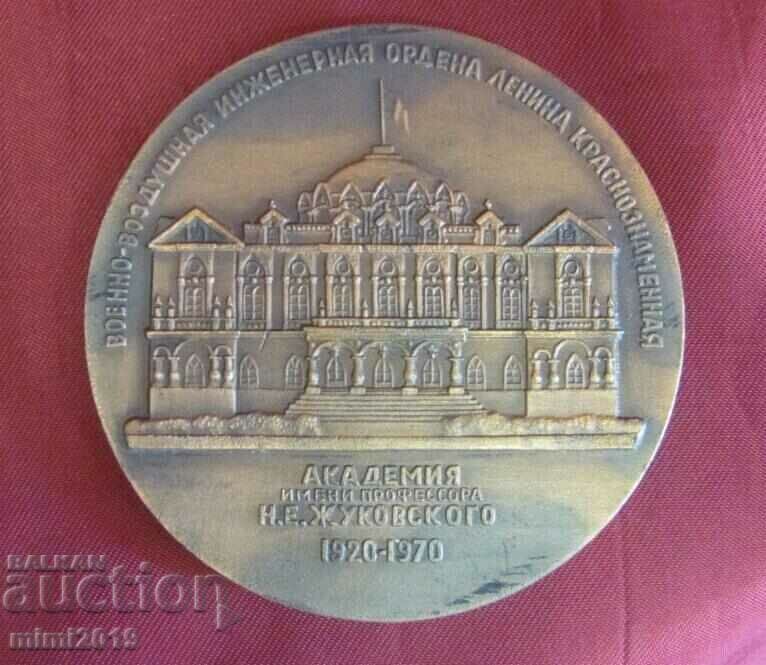 ВОЕННО-ВОЗДУШНАЯ ИНЖЕНЕРНАЯ ОРДЕНА ЛЕНИНА КРАСНОЗНАМЕННАЯ
АКАДЕМИЯ
ИМЕНИ ПРОФЕССОРА
Н.Е. ЖУКОВСКОГО
1920-1970
BALKAN
auction
mimi2019